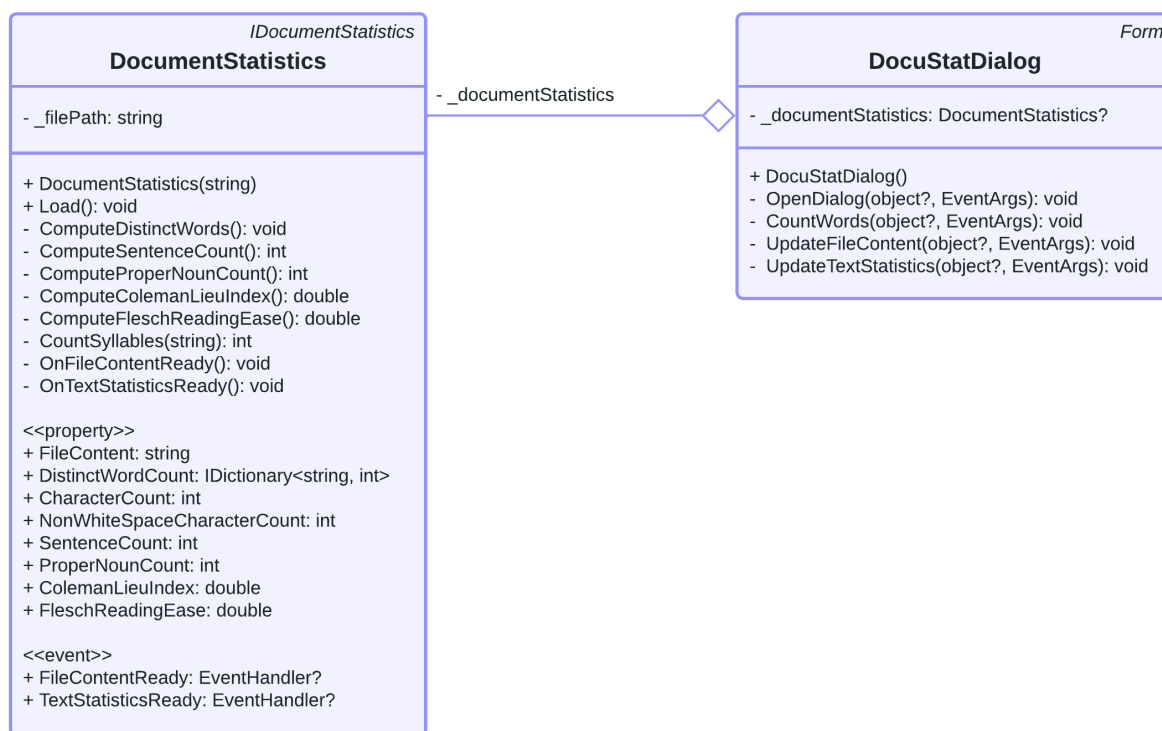 IDocumentStatistics
DocumentStatistics
- _filePath: string
+ DocumentStatistics(string)
+ Load(): void
- ComputeDistinctWords(): void
- ComputeSentenceCount(): int
- ComputeProperNounCount(): int
- ComputeColemanLieuIndex(): double
- ComputeFleschReadingEase(): double
- CountSyllables(string): int
- OnFileContentReady(): void
- OnTextStatisticsReady(): void
<<property>>
+ FileContent: string
+ DistinctWordCount: IDictionary<string, int>
+ CharacterCount: int
+ NonWhiteSpaceCharacterCount: int
+ SentenceCount: int
+ ProperNounCount: int
+ ColemanLieuIndex: double
+ FleschReadingEase: double
<<event>>
+ FileContentReady: EventHandler?
+ TextStatisticsReady: EventHandler?
- _documentStatistics
Form
DocuStatDialog
- _documentStatistics: DocumentStatistics?
+ DocuStatDialog()
- OpenDialog(object?, EventArgs): void
- CountWords(object?, EventArgs): void
- UpdateFileContent(object?, EventArgs): void
- UpdateTextStatistics(object?, EventArgs): void